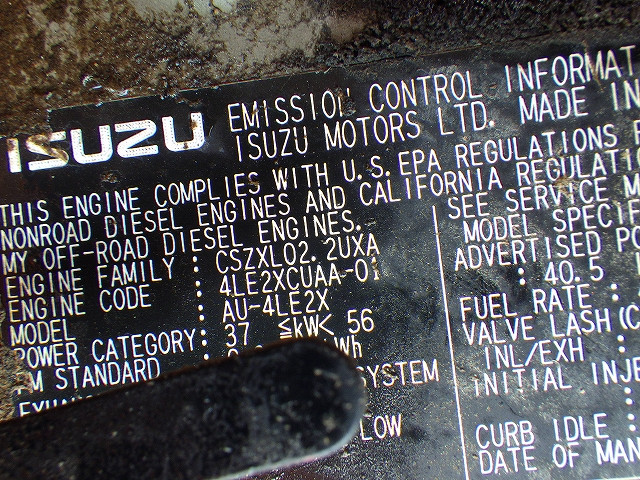 ISUZU
EMISSION CONTROL INFORMAT
ISUZU MOTORS LTD. MADE IN
THIS ENGINE COMPLIES WITH U.S. EPA REGULATIONS
NONROAD DIESEL ENGINES AND CALIFORNIA REGULATI
MY OFF-ROAD DIESEL ENGINES.
ENGINE FAMILY : CSZXL02.2UXA
ENGINE CODE : 4LE2XCUAA-01
MODEL : AU-4LE2X
POWER CATEGORY: 37 ≦kW< 56
STANDARD : Wh
SYSTEM
LOW
SEE SERVICE M
MODEL SPECIF
ADVERTISED PO
: 40.5
FUEL RATE :
VALVE LASH(C
INL/EXH :
INITIAL INJE
:
CURB IDLE :
DATE OF MAN